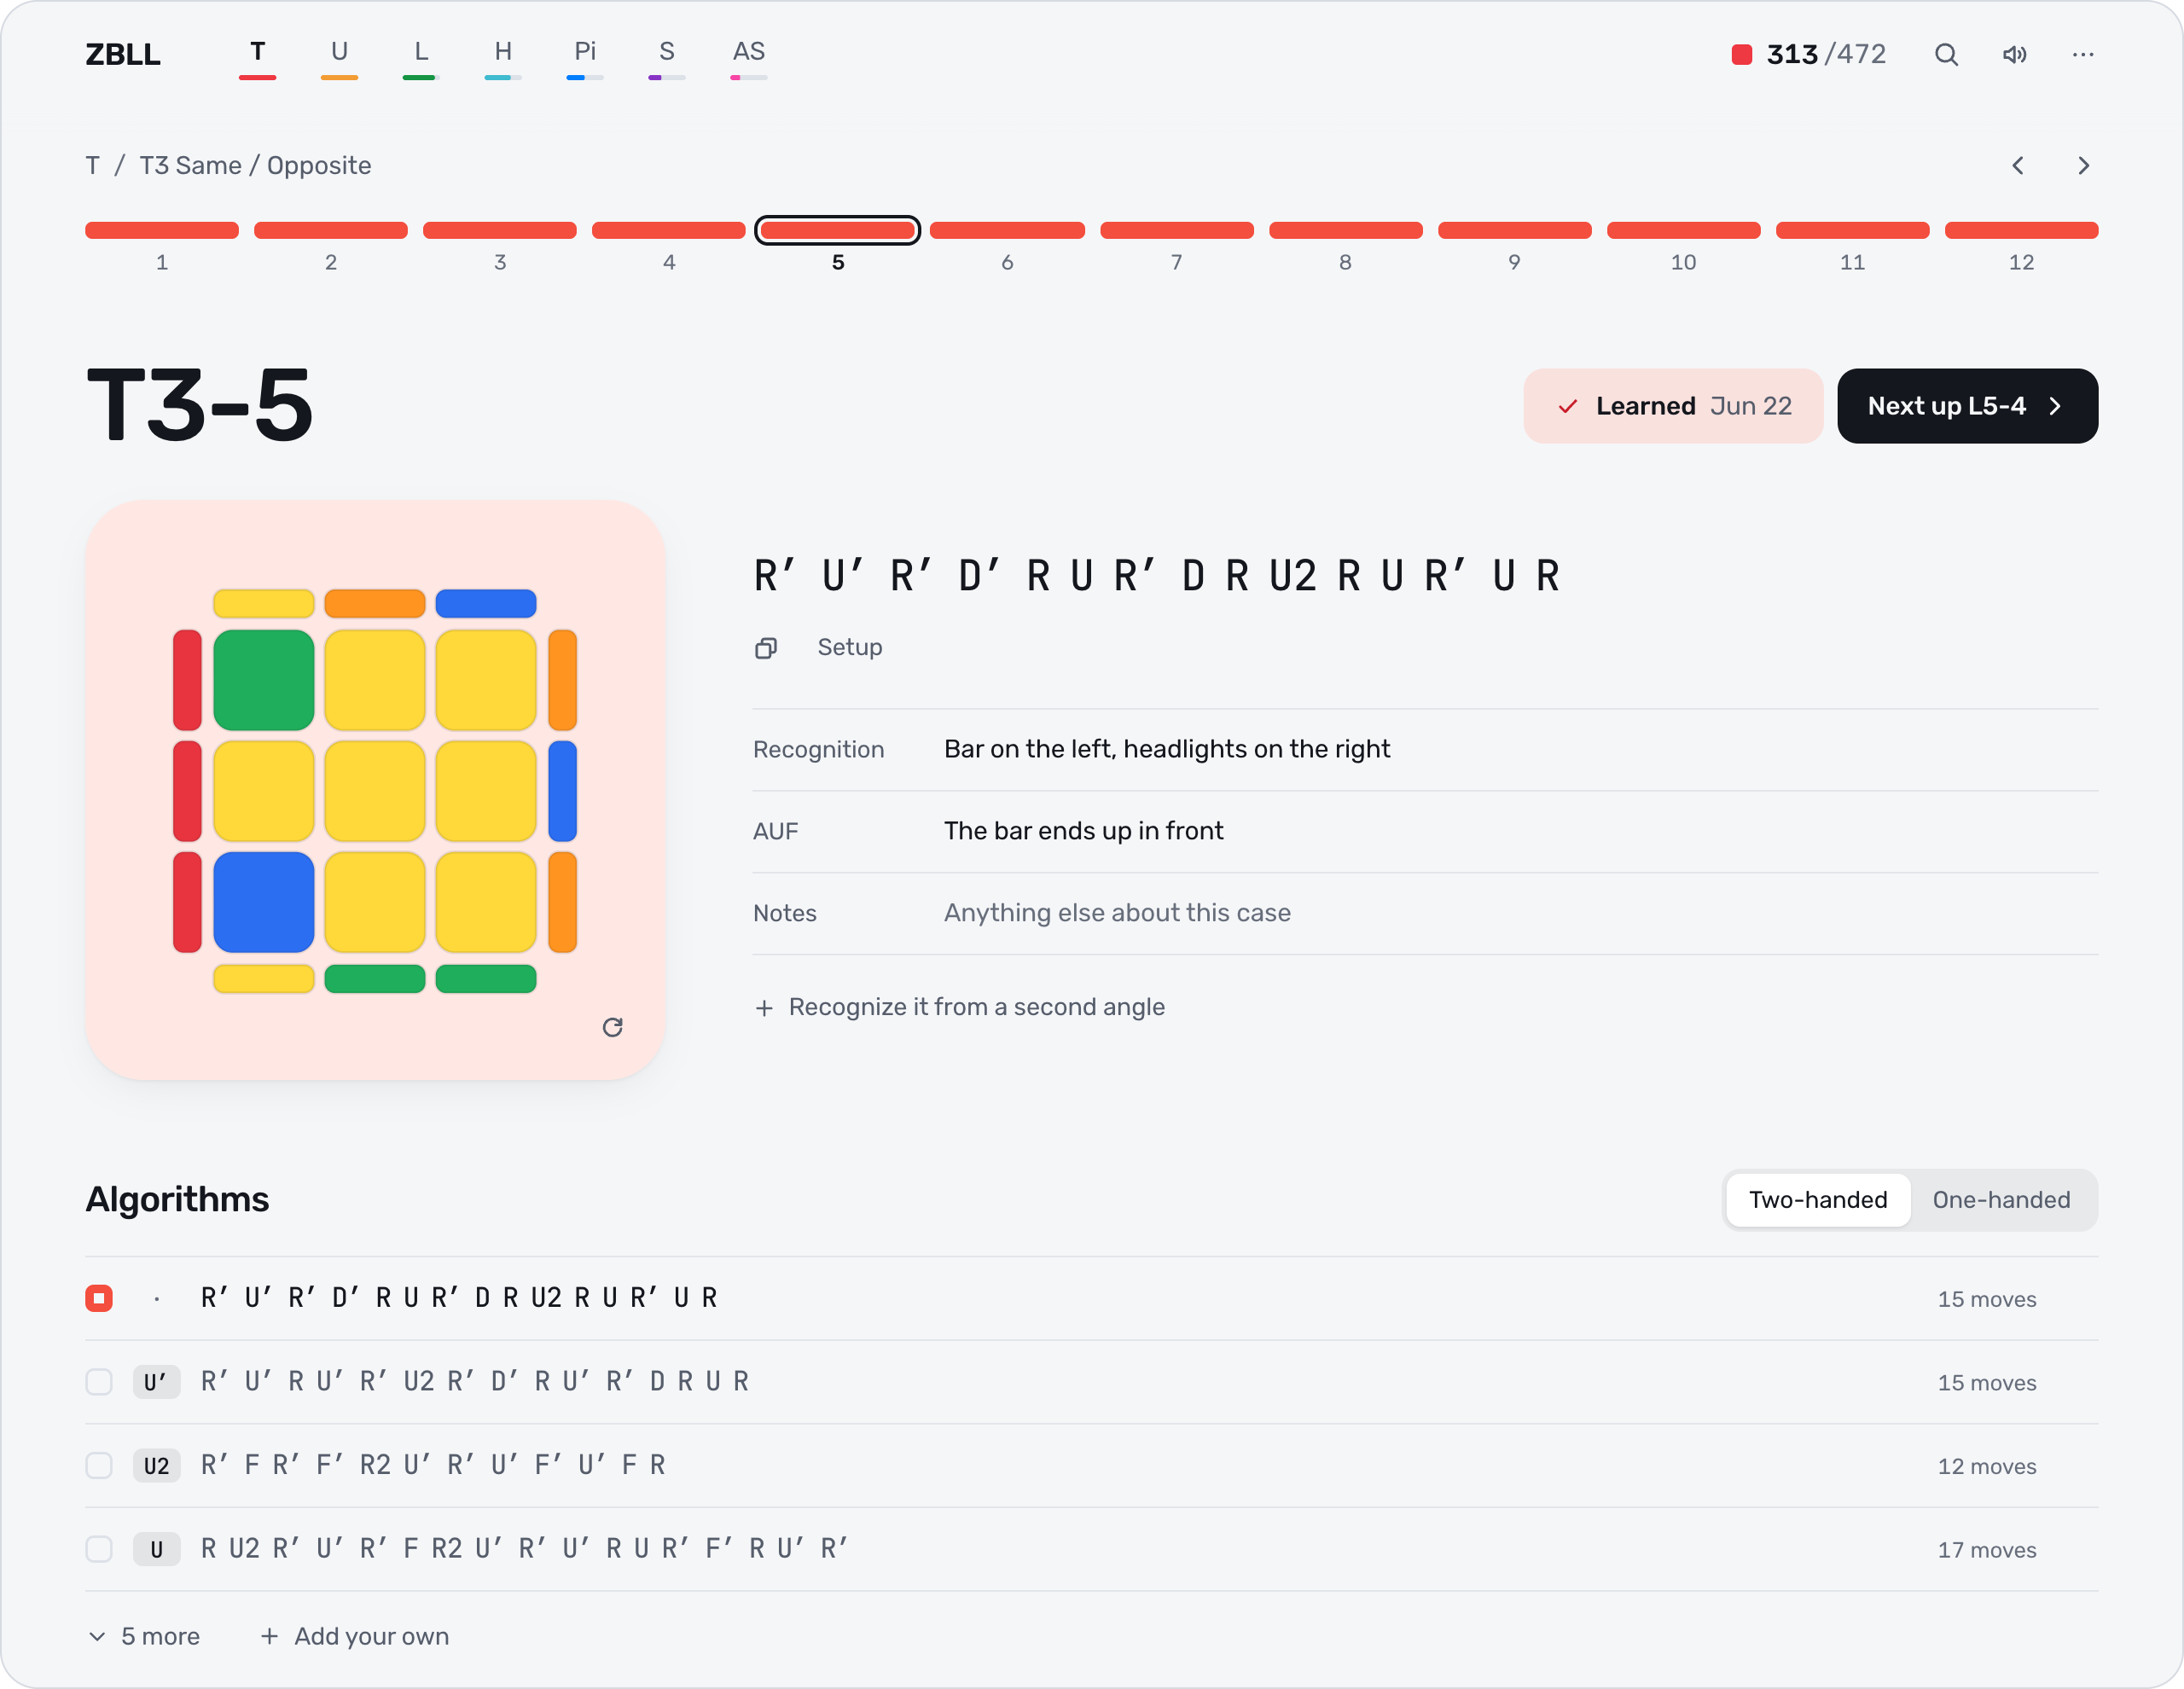 ZBLL T U L H Pi S AS 313 /472
T / T3 Same / Opposite
1 2 3 4 5 6 7 8 9 10 11 12
T3-5
Learned Jun 22
Next up L5-4
R′ U′ R′ D′ R U R′ D R U2 R U R′ U R
Setup
Recognition Bar on the left, headlights on the right
AUF The bar ends up in front
Notes Anything else about this case
+ Recognize it from a second angle
Algorithms
Two-handed One-handed
· R′ U′ R′ D′ R U R′ D R U2 R U R′ U R 15 moves
U′ R′ U′ R U′ R′ U2 R′ D′ R U′ R′ D R U R 15 moves
U2 R′ F R′ F′ R2 U′ R′ U′ F′ U′ F R 12 moves
U R U2 R′ U′ R′ F R2 U′ R′ U′ R U R′ F′ R U′ R′ 17 moves
5 more + Add your own